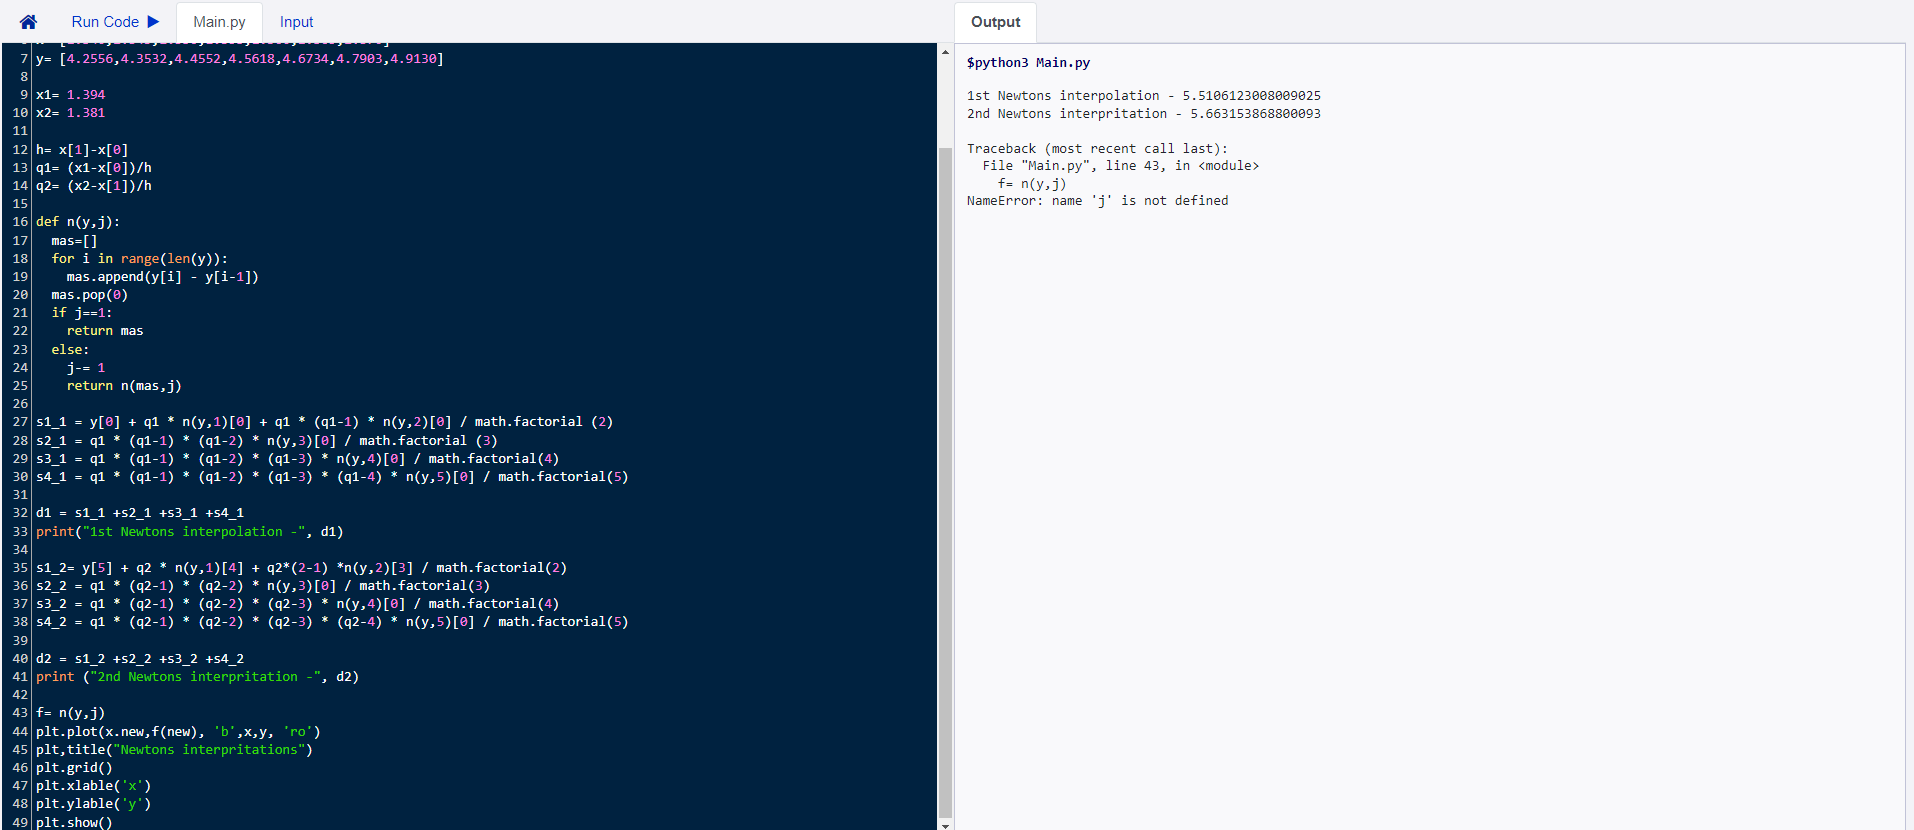 Run Code
Main.py
Input
Output
7 y= [4.2556,4.3532,4.4552,4.5618,4.6734,4.7903,4.9130]
8
9 x1= 1.394
10 x2= 1.381
11
12 h= x[1]-x[0]
13 q1= (x1-x[0])/h
14 q2= (x2-x[1])/h
15
16 def n(y,j):
17   mas=[]
18   for i in range(len(y)):
19     mas.append(y[i] - y[i-1])
20   mas.pop(0)
21   if j==1:
22     return mas
23   else:
24     j-= 1
25     return n(mas,j)
26
27 s1_1 = y[0] + q1 * n(y,1)[0] + q1 * (q1-1) * n(y,2)[0] / math.factorial (2)
28 s2_1 = q1 * (q1-1) * (q1-2) * n(y,3)[0] / math.factorial (3)
29 s3_1 = q1 * (q1-1) * (q1-2) * (q1-3) * n(y,4)[0] / math.factorial(4)
30 s4_1 = q1 * (q1-1) * (q1-2) * (q1-3) * (q1-4) * n(y,5)[0] / math.factorial(5)
31
32 d1 = s1_1 +s2_1 +s3_1 +s4_1
33 print("1st Newtons interpolation -", d1)
34
35 s1_2= y[5] + q2 * n(y,1)[4] + q2*(2-1) *n(y,2)[3] / math.factorial(2)
36 s2_2 = q1 * (q2-1) * (q2-2) * n(y,3)[0] / math.factorial(3)
37 s3_2 = q1 * (q2-1) * (q2-2) * (q2-3) * n(y,4)[0] / math.factorial(4)
38 s4_2 = q1 * (q2-1) * (q2-2) * (q2-3) * (q2-4) * n(y,5)[0] / math.factorial(5)
39
40 d2 = s1_2 +s2_2 +s3_2 +s4_2
41 print ("2nd Newtons interpritation -", d2)
42
43 f= n(y,j)
44 plt.plot(x.new,f(new), 'b',x,y, 'ro')
45 plt,title("Newtons interpritations")
46 plt.grid()
47 plt.xlable('x')
48 plt.ylable('y')
49 plt.show()
$python3 Main.py
1st Newtons interpolation - 5.5106123008009025
2nd Newtons interpritation - 5.663153868800093
Traceback (most recent call last):
  File "Main.py", line 43, in <module>
    f= n(y,j)
NameError: name 'j' is not defined